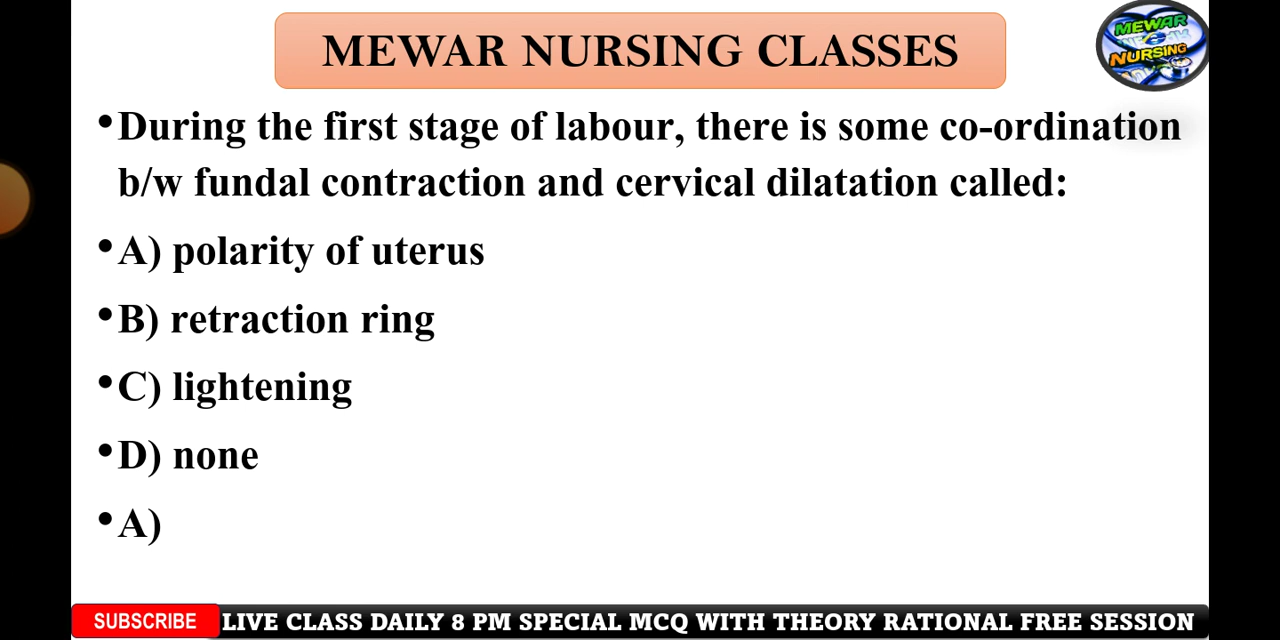 MEWAR NURSING CLASSES
MEWAR
NURSING
•During the first stage of labour, there is some co-ordination
b/w fundal contraction and cervical dilatation called:
•A) polarity of uterus
•B) retraction ring
•C) lightening
•D) none
•A)
SUBSCRIBE LIVE CLASS DAILY 8 PM SPECIAL MCQ WITH THEORY RATIONAL FREE SESSION